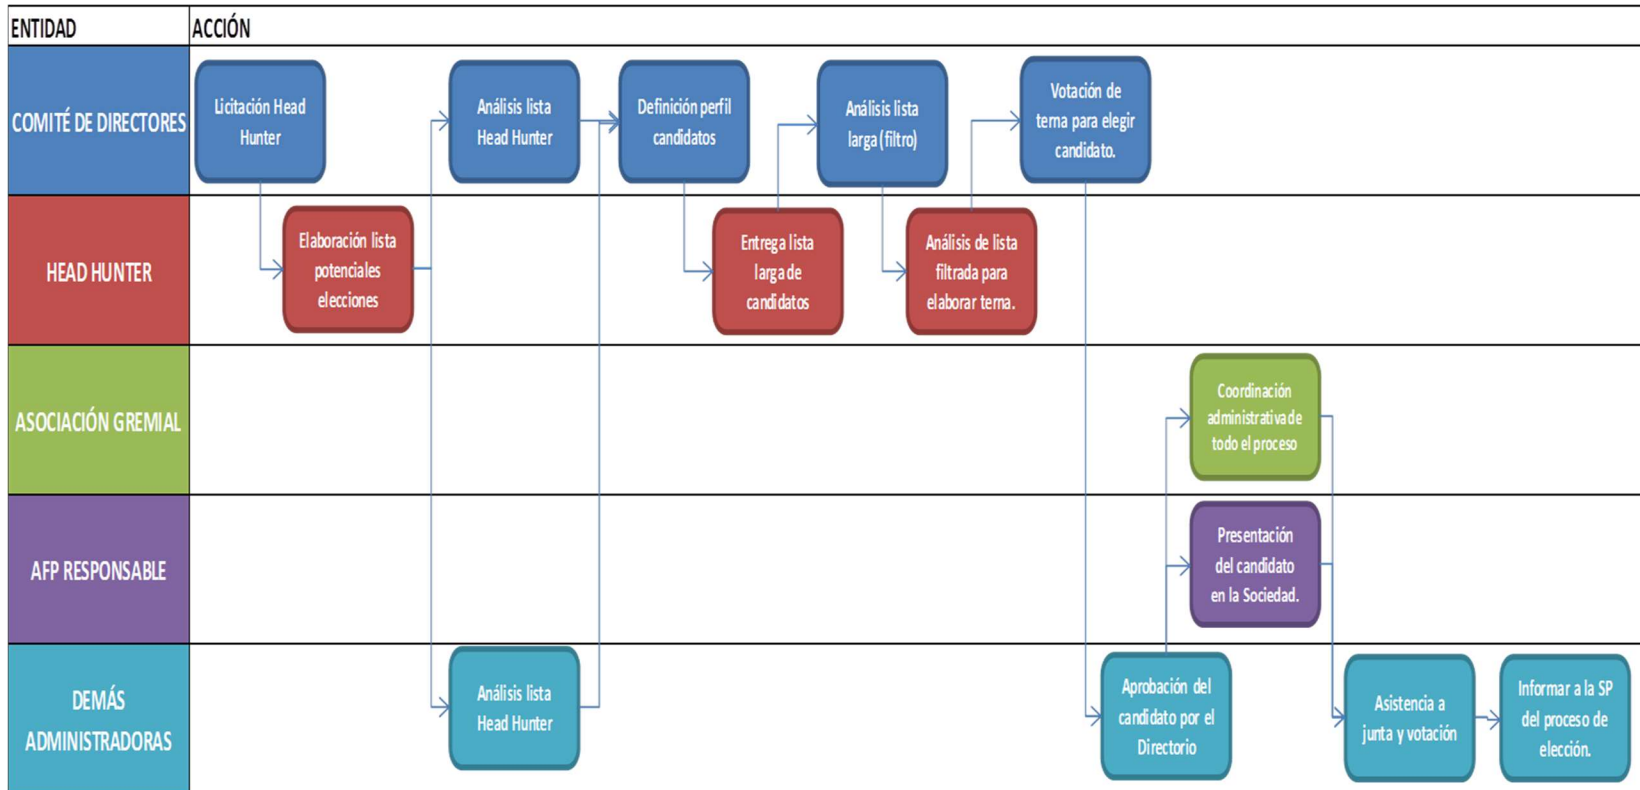 ENTIDAD
ACCIÓN
COMITÉ DE DIRECTORES
Licitación Head
Hunter
Análisis lista
Head Hunter
Definición perfil
candidatos
Análisis lista
larga (filtro)
Votación de
terna para elegir
candidato.
HEAD HUNTER
Elaboración lista
potenciales
elecciones
Entrega lista
larga de
candidatos
Análisis de lista
filtrada para
elaborar terna.
ASOCIACIÓN GREMIAL
Coordinación
administrativa de
todo el proceso
AFP RESPONSABLE
Presentación
del candidato
en la Sociedad.
DEMÁS
ADMINISTRADORAS
Análisis lista
Head Hunter
Aprobación del
candidato por el
Directorio
Asistencia a
junta y votación
Informar a la SP
del proceso de
elección.